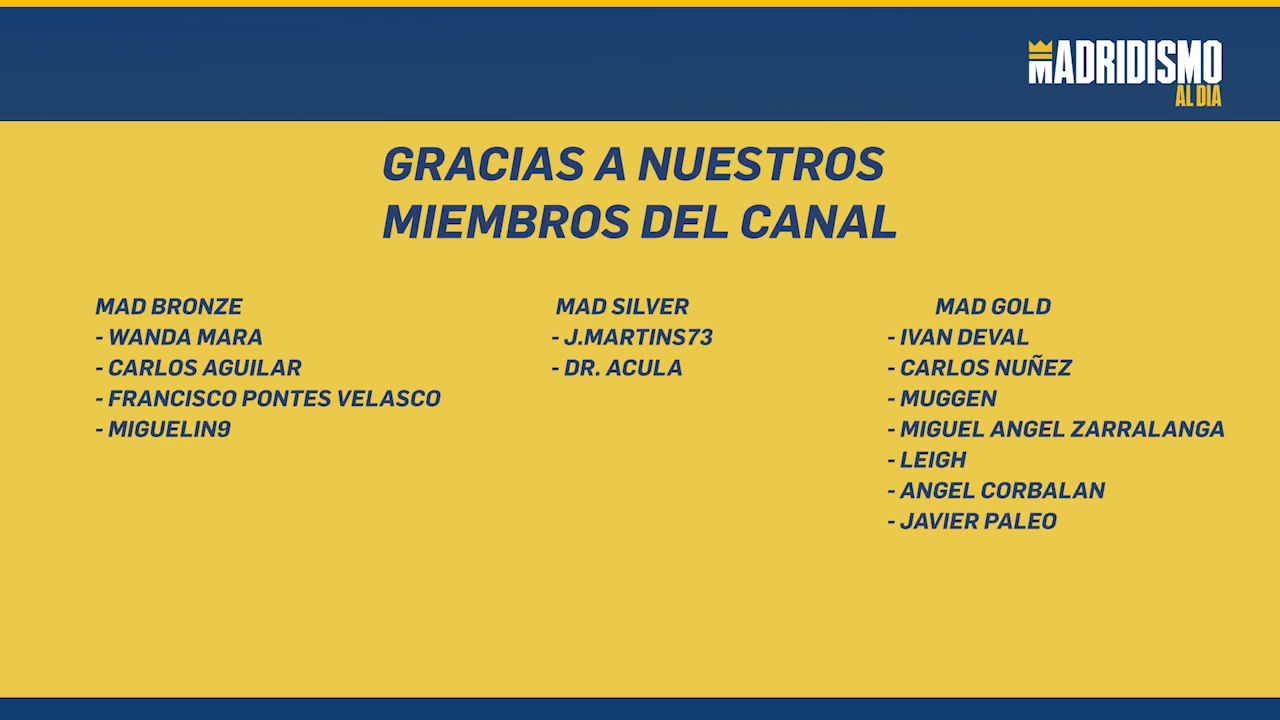 MADRIDISMO
AL DIA
GRACIAS A NUESTROS
MIEMBROS DEL CANAL
MAD BRONZE
- WANDA MARA
- CARLOS AGUILAR
- FRANCISCO PONTES VELASCO
- MIGUELIN9
MAD SILVER
- J.MARTINS73
- DR. ACULA
MAD GOLD
- IVAN DEVAL
- CARLOS NUÑEZ
- MUGGEN
- MIGUEL ANGEL ZARRALANGA
- LEIGH
- ANGEL CORBALAN
- JAVIER PALEO